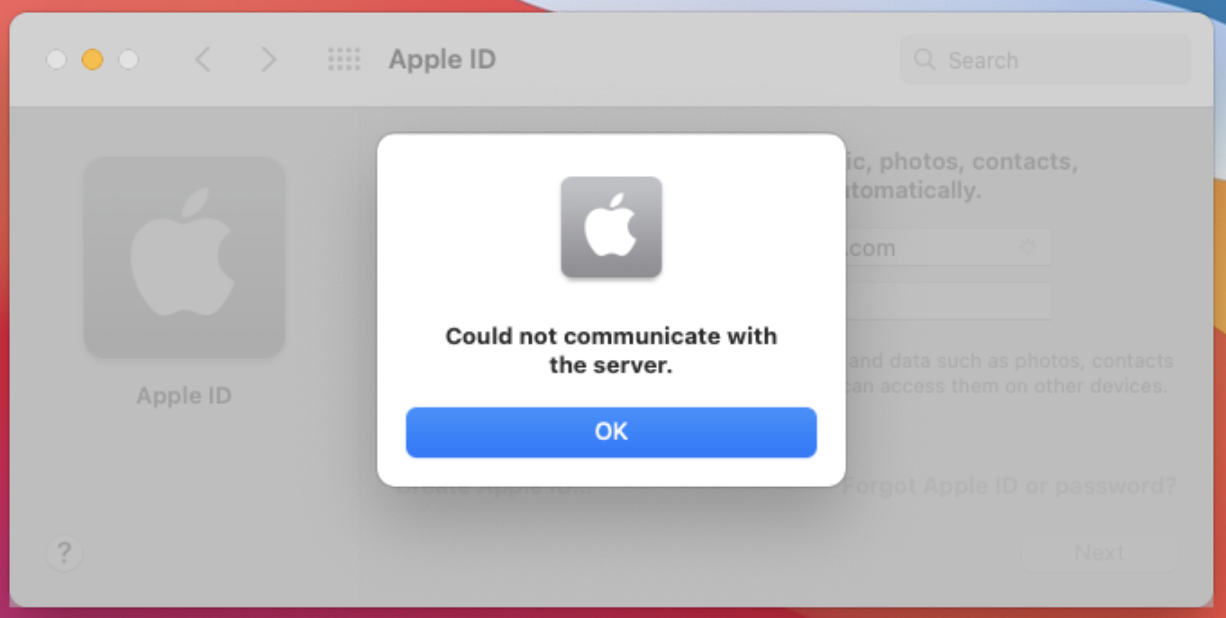 Apple ID
Search
ic, photos, contacts,
utomatically.
.com
Could not communicate with
the server.
and data such as photos, contacts
can access them on other devices.
Apple ID
OK
Create Apple ID...
Forgot Apple ID or password?
?
Next